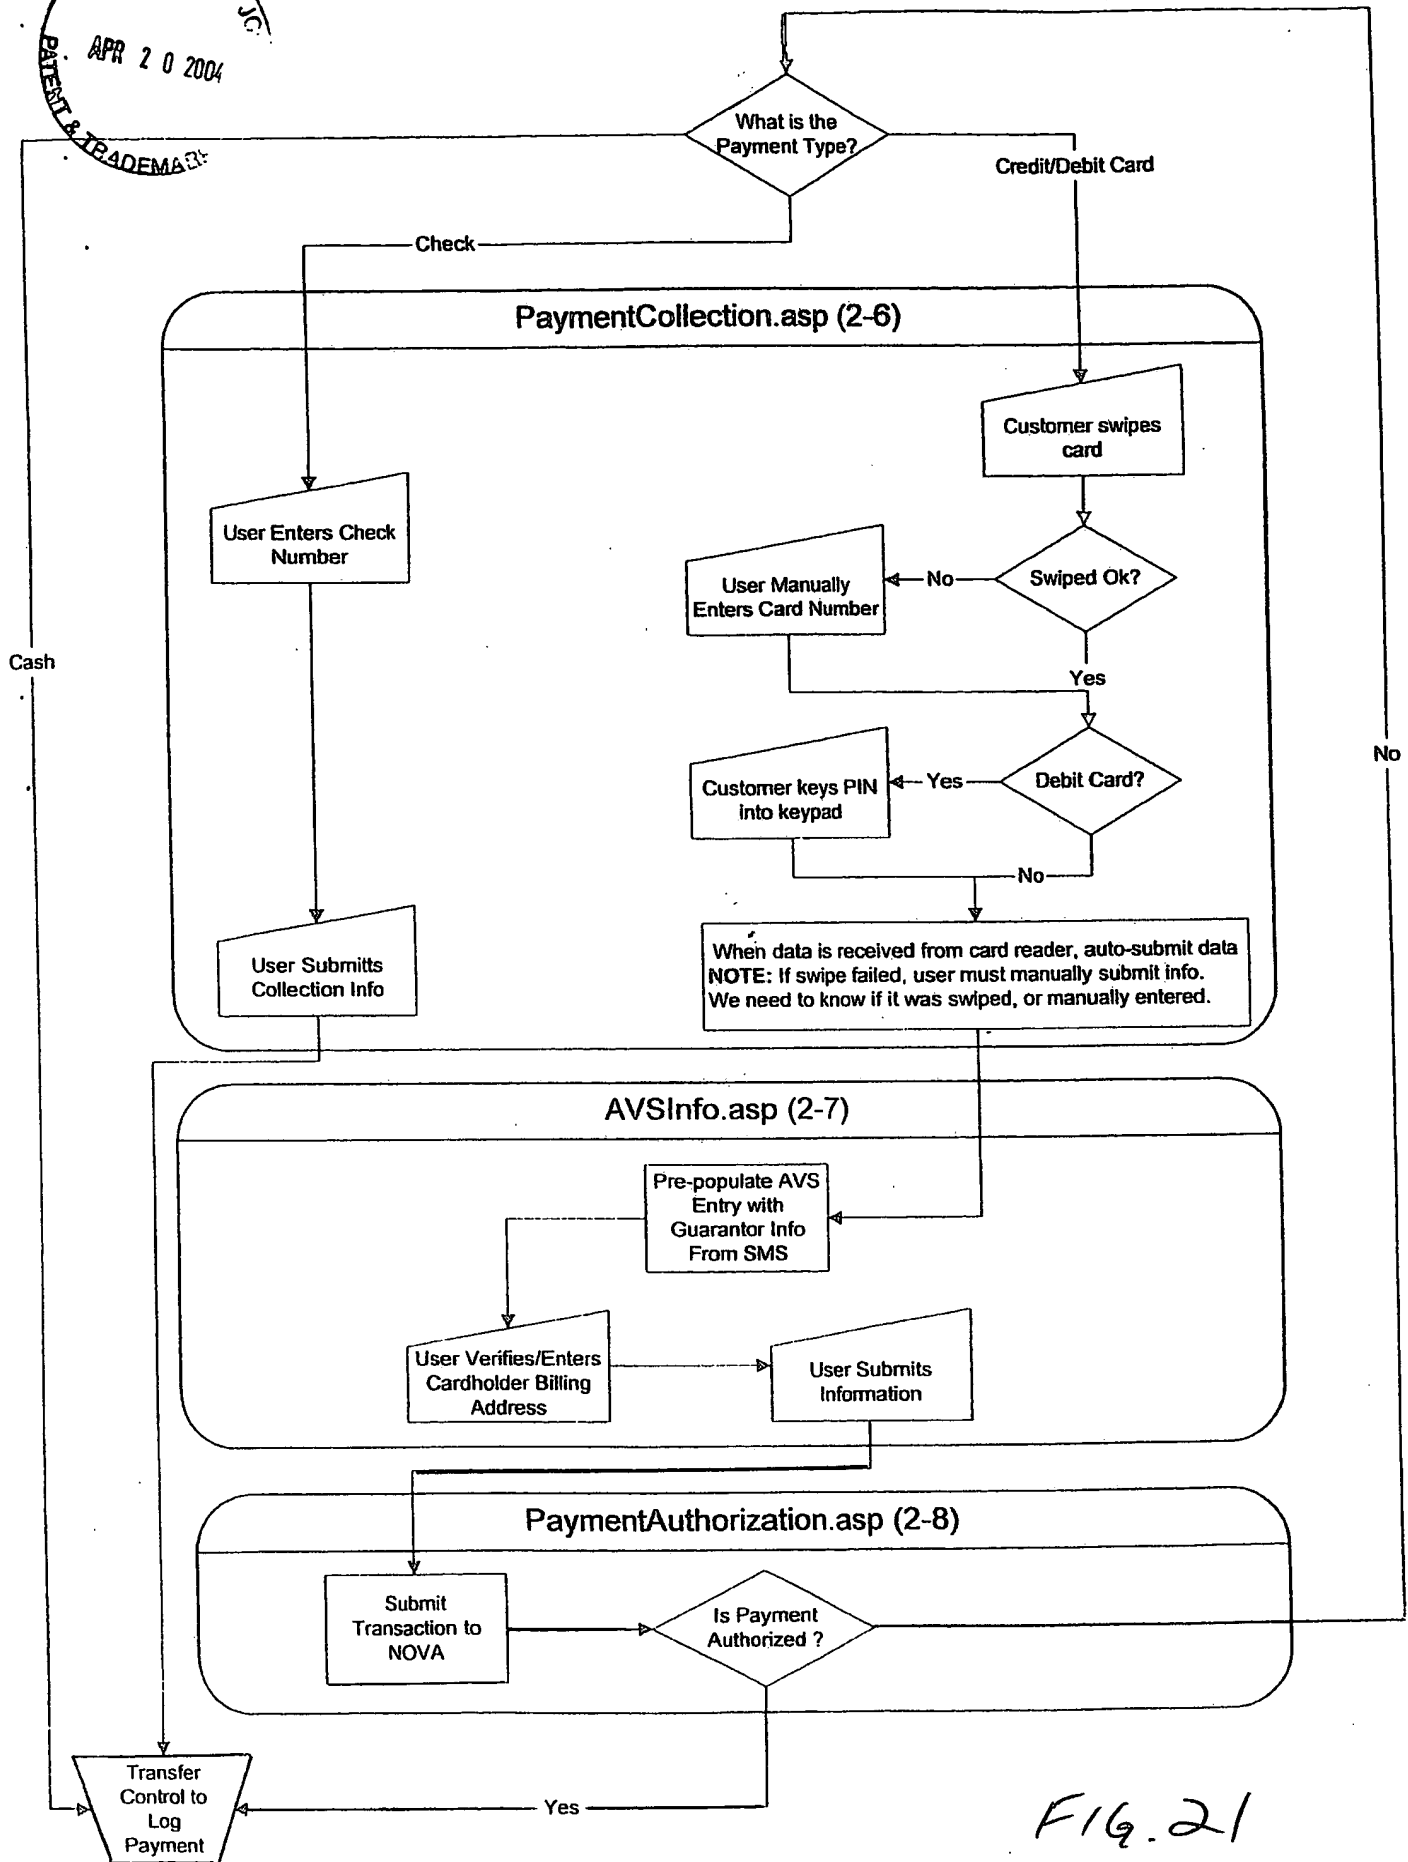 APR 20 2004
PATENT &
What is the
Payment Type?
Credit/Debit Card
Check
PaymentCollection.asp (2-6)
Customer swipes
card
User Enters Check
Number
Swiped Ok?
No
User Manually
Enters Card Number
Cash
Yes
No
Debit Card?
Yes
Customer keys PIN
into keypad
No
When data is received from card reader, auto-submit data
NOTE: If swipe failed, user must manually submit info.
We need to know if it was swiped, or manually entered.
User Submitts
Collection Info
AVSInfo.asp (2-7)
Pre-populate AVS
Entry with
Guarantor Info
From SMS
User Verifies/Enters
Cardholder Billing
Address
User Submits
Information
PaymentAuthorization.asp (2-8)
Submit
Transaction to
NOVA
Is Payment
Authorized ?
Transfer
Control to
Log
Payment
Yes
FIG. 21